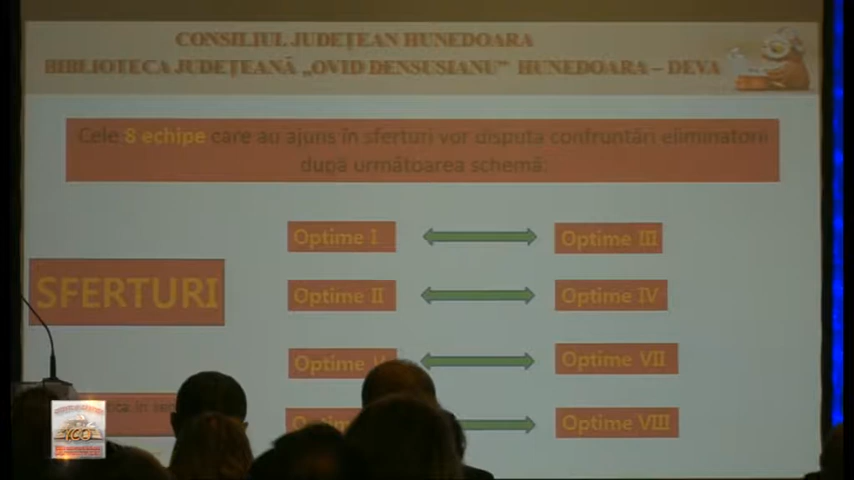 CONSILIUL JUDEȚEAN HUNEDOARA
BIBLIOTECA JUDEȚEANĂ „OVID DENSUSIANU” HUNEDOARA – DEVA
Cele 8 echipe care au ajuns în sferturi vor disputa confruntări eliminatorii
după următoarea schemă:
Optime I Optime III
SFERTURI
Optime II Optime IV
Optime V Optime VII
Optime VIII